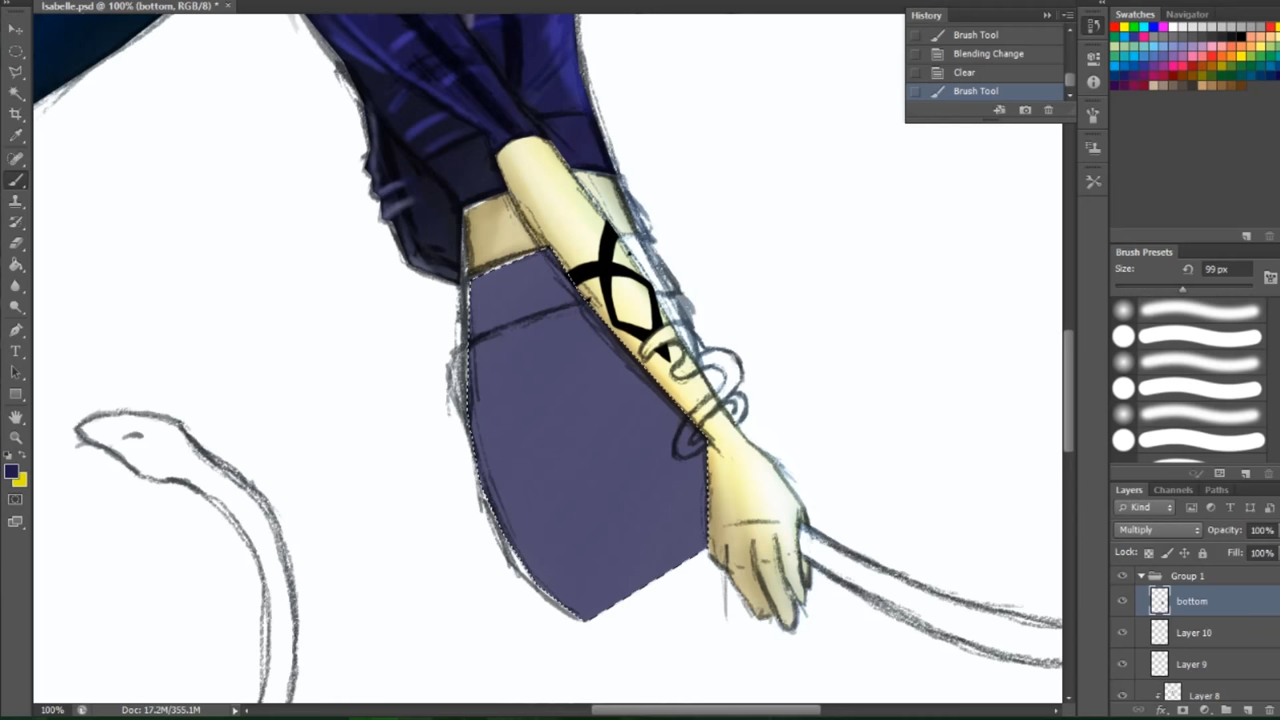 Isabelle.psd @ 100% (bottom, RGB/8) * ×
History
Brush Tool
Blending Change
Clear
Brush Tool
Swatches Navigator
Brush Presets
Size: 99 px
Layers Channels Paths
Kind
Multiply Opacity: 100%
Lock: Fill: 100%
Group 1
bottom
Layer 10
Layer 9
Layer 8
100% Doc: 17.2M/355.1M